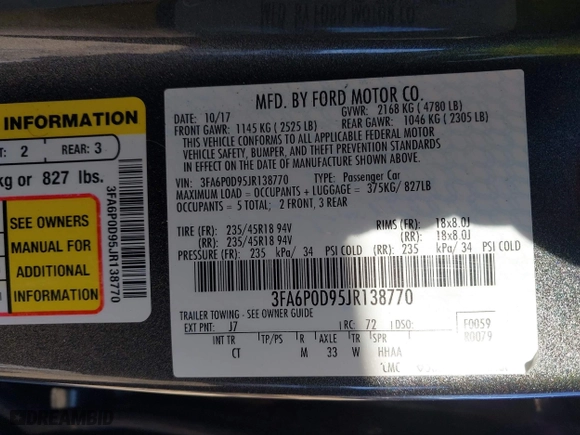 MFD. BY FORD MOTOR CO.
INFORMATION
T: 2 REAR: 3
kg or 827 lbs.
SEE OWNERS
MANUAL FOR
ADDITIONAL
INFORMATION
3FA6P0D95JR138770
MFD. BY FORD MOTOR CO.
DATE: 10/17 GVWR: 2168 KG ( 4780 LB)
FRONT GAWR: 1145 KG ( 2525 LB) REAR GAWR: 1046 KG ( 2305 LB)
THIS VEHICLE CONFORMS TO ALL APPLICABLE FEDERAL MOTOR
VEHICLE SAFETY, BUMPER, AND THEFT PREVENTION STANDARDS
IN EFFECT ON THE DATE OF MANUFACTURE SHOWN ABOVE.
VIN: 3FA6P0D95JR138770 TYPE: Passenger Car
MAXIMUM LOAD = OCCUPANTS + LUGGAGE = 375KG/827LB
OCCUPANTS = 5 TOTAL; 2 FRONT, 3 REAR
TIRE (FR): 235/45R18 94V RIMS (FR): 18x8.0J
(RR): 235/45R18 94V (RR): 18x8.0J
PRESSURE (FR): 235 kPa/ 34 PSI COLD (RR): 235 kPa/ 34 PSI COLD
3FA6P0D95JR138770
TRAILER TOWING - SEE OWNER GUIDE
EXT PNT: J7 RC: 72 DSO: F0059
INT TR TP/PS R AXLE TR SPR R0079
CT M 33 W HHAA
DREAMBID